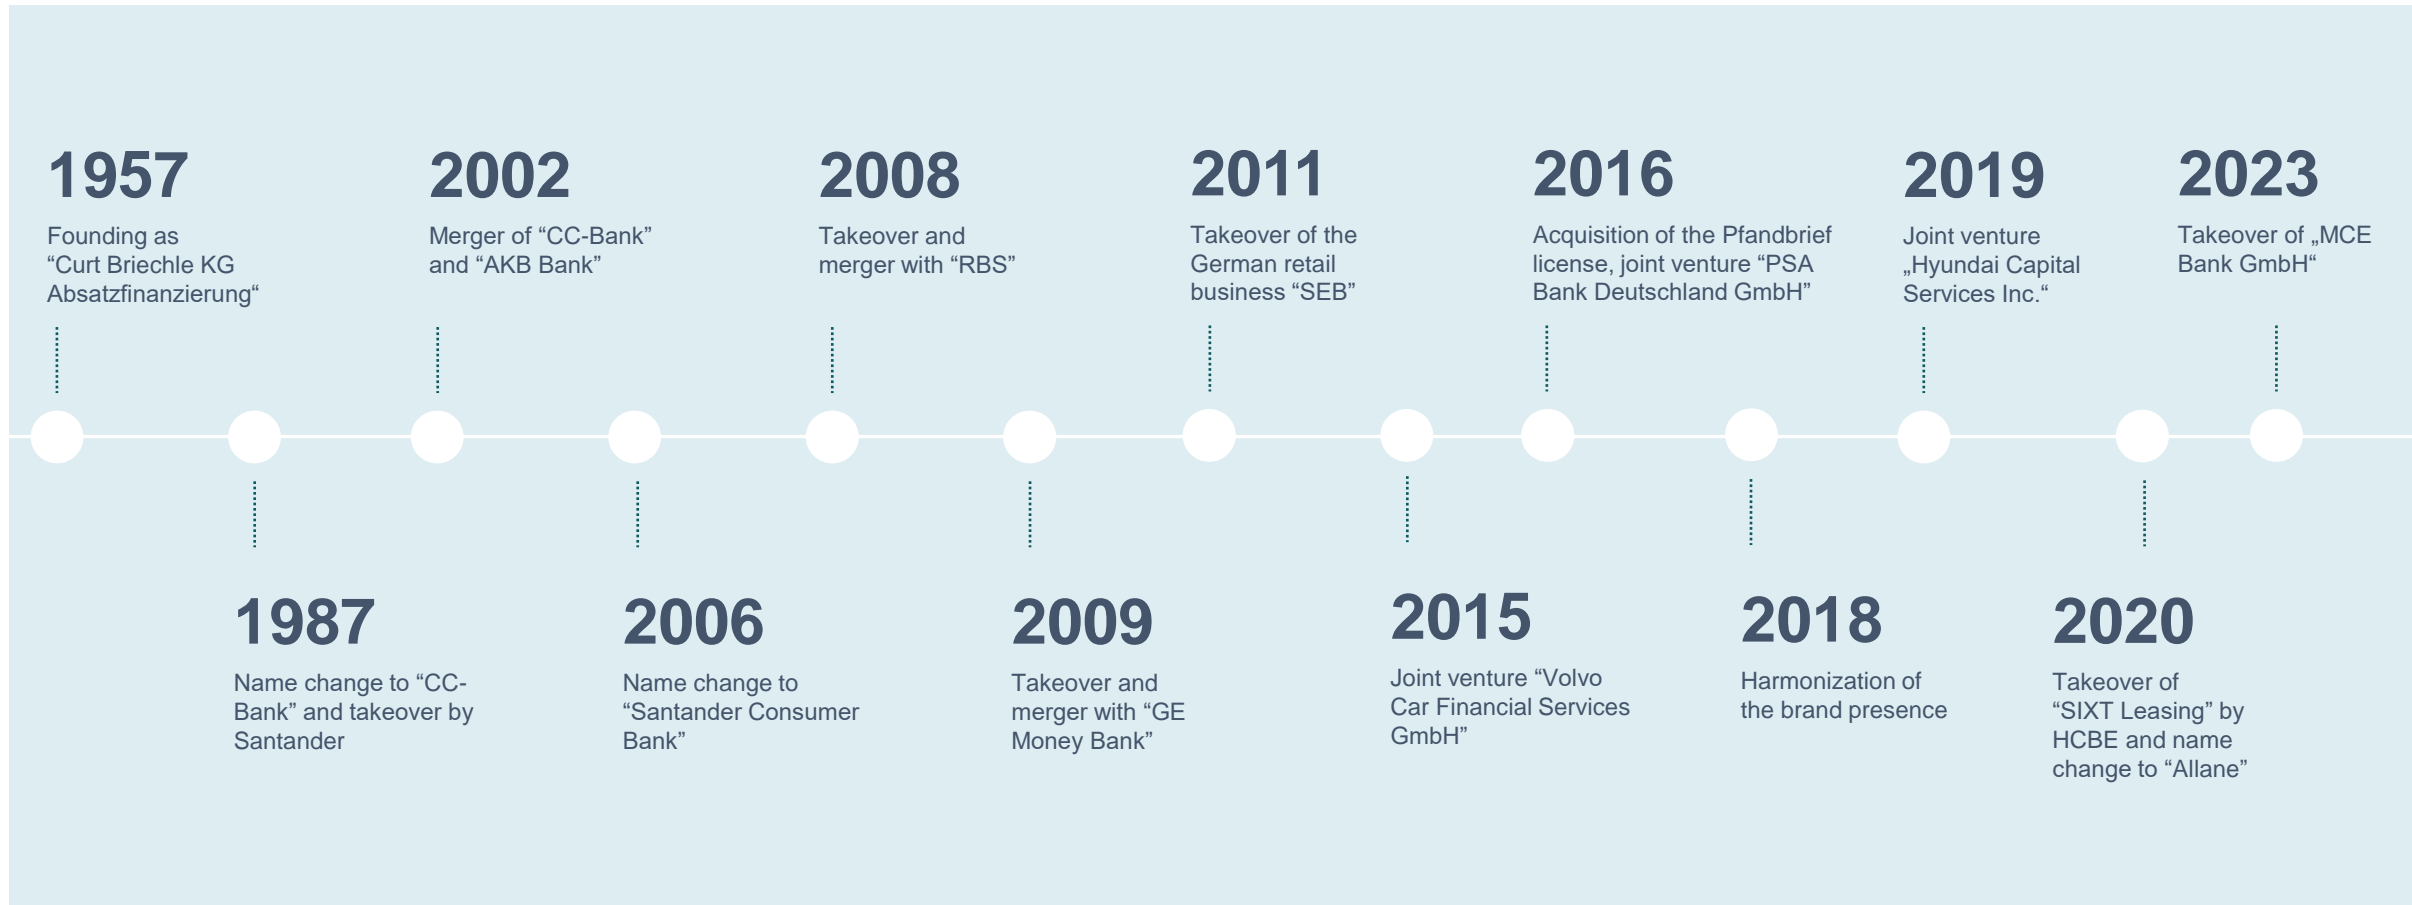 1957
Founding as
“Curt Briechle KG
Absatzfinanzierung“
2002
Merger of “CC-Bank”
and “AKB Bank”
2008
Takeover and
merger with “RBS”
2011
Takeover of the
German retail
business “SEB”
2016
Acquisition of the Pfandbrief
license, joint venture “PSA
Bank Deutschland GmbH”
2019
Joint venture
„Hyundai Capital
Services Inc.“
2023
Takeover of „MCE
Bank GmbH“
1987
Name change to “CC-
Bank” and takeover by
Santander
2006
Name change to
“Santander Consumer
Bank”
2009
Takeover and
merger with “GE
Money Bank”
2015
Joint venture “Volvo
Car Financial Services
GmbH”
2018
Harmonization of
the brand presence
2020
Takeover of
“SIXT Leasing” by
HCBE and name
change to “Allane”